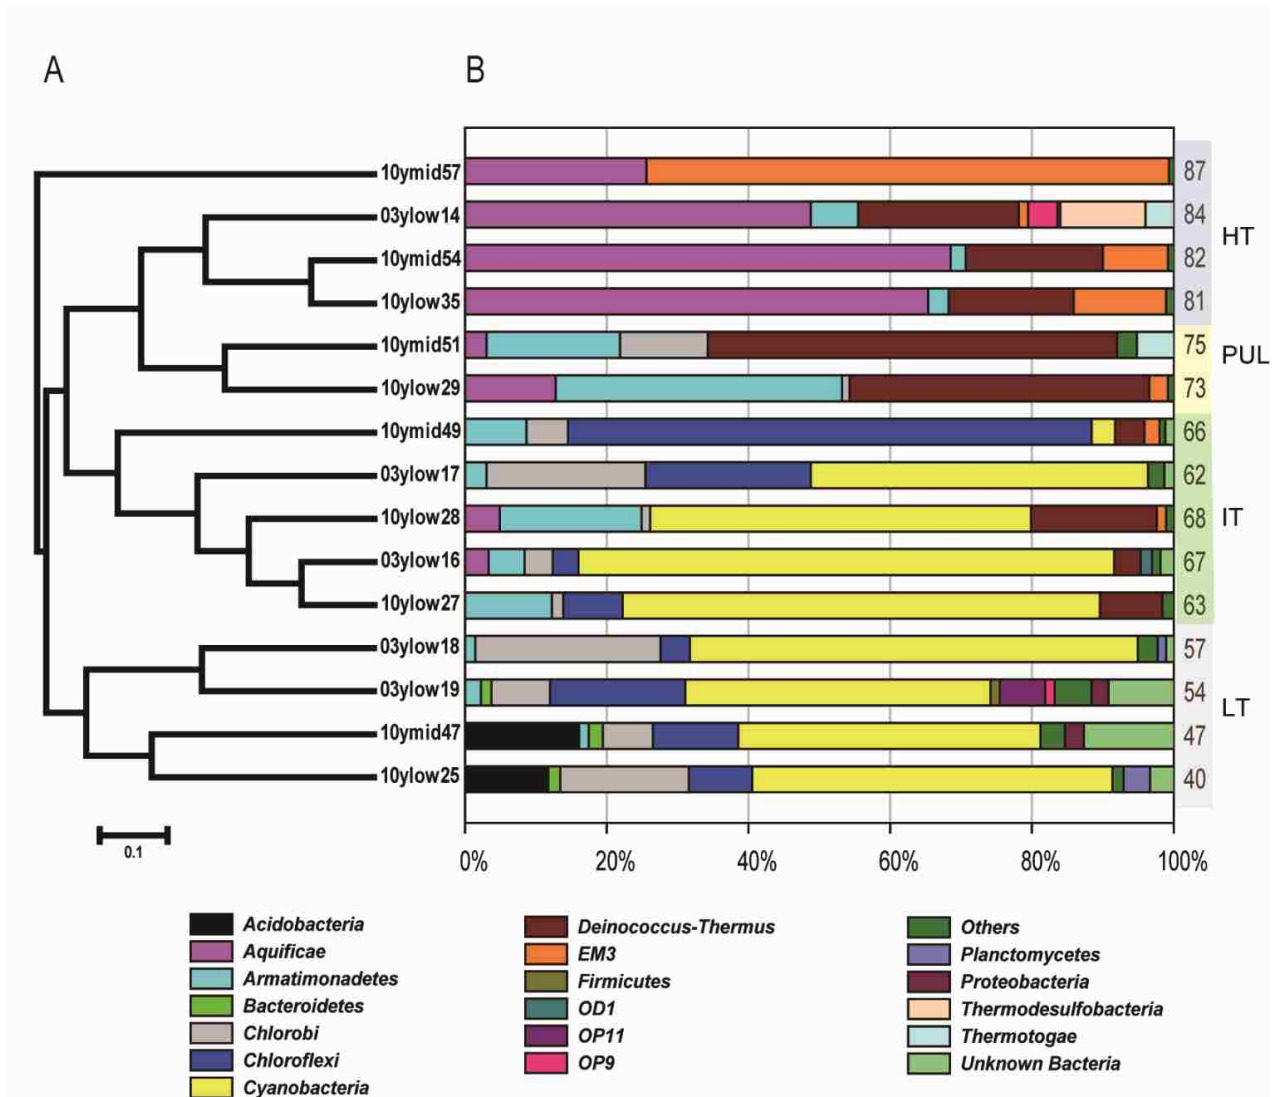 A B
10ymid57 87
03ylow14 84
HT
10ymid54 82
10ylow35 81
10ymid51 75
PUL
10ylow29 73
10ymid49 66
03ylow17 62
10ylow28 68
IT
03ylow16 67
10ylow27 63
03ylow18 57
03ylow19 54
LT
10ymid47 47
10ylow25 40
0.1
0% 20% 40% 60% 80% 100%
Acidobacteria
Aquificae
Armatimonadetes
Bacteroidetes
Chlorobi
Chloroflexi
Cyanobacteria
Deinococcus-Thermus
EM3
Firmicutes
OD1
OP11
OP9
Others
Planctomycetes
Proteobacteria
Thermodesulfobacteria
Thermotogae
Unknown Bacteria